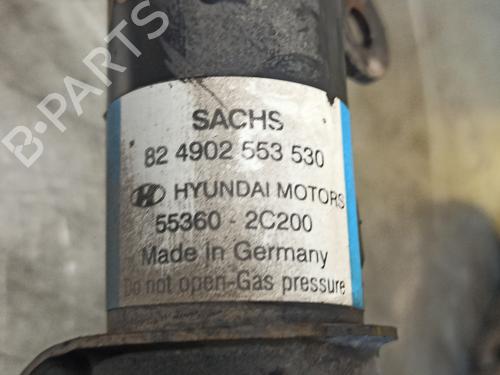 B-PARTS
SACHS
82 4902 553 530
HYUNDAI MOTORS
55360 - 2C200
Made in Germany
Do not open-Gas pressure